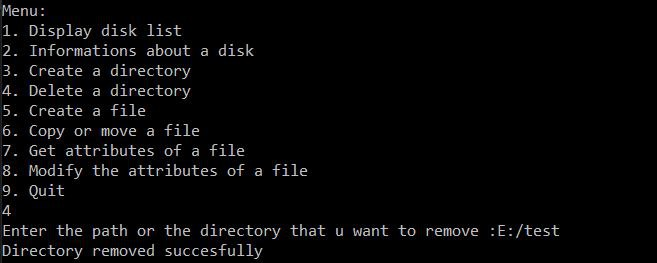 Menu:
1. Display disk list
2. Informations about a disk
3. Create a directory
4. Delete a directory
5. Create a file
6. Copy or move a file
7. Get attributes of a file
8. Modify the attributes of a file
9. Quit
4
Enter the path or the directory that u want to remove :E:/test
Directory removed succesfully